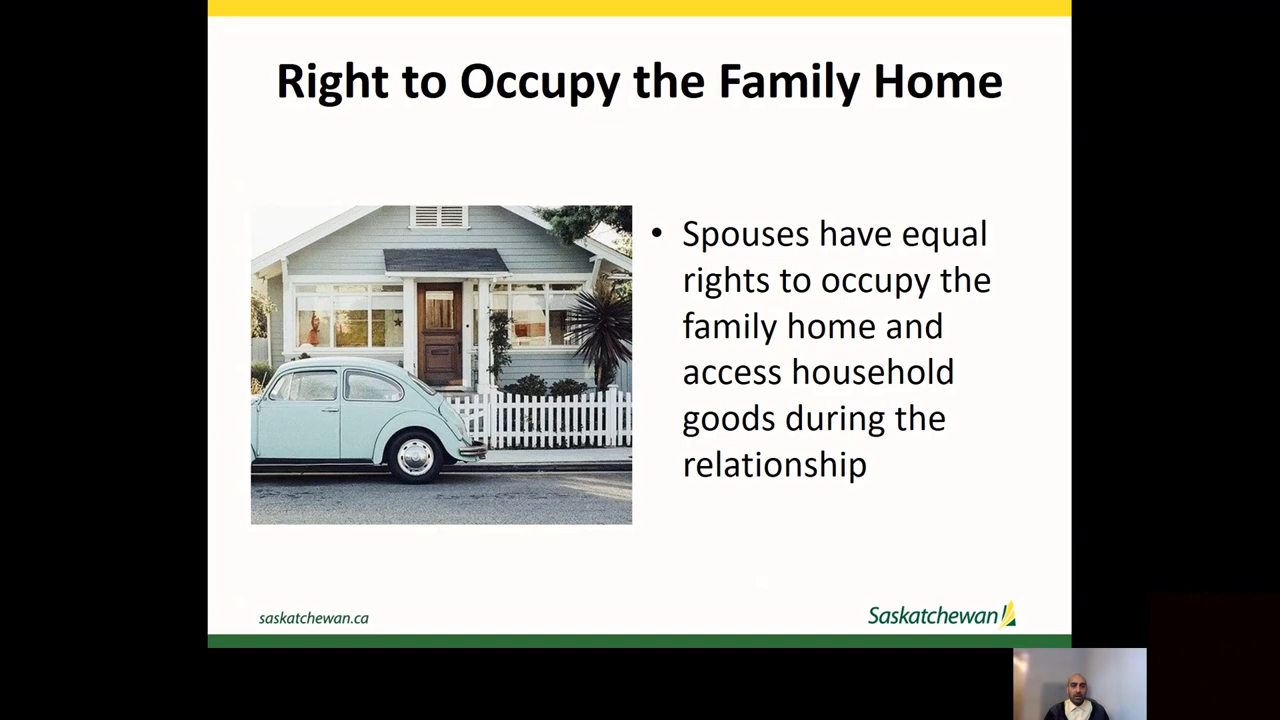 Right to Occupy the Family Home
• Spouses have equal
rights to occupy the
family home and
access household
goods during the
relationship
saskatchewan.ca
Saskatchewan